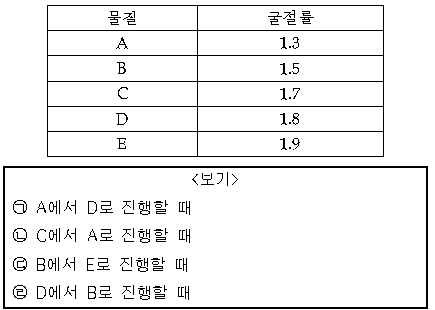 물질 굴절률
A 1.3
B 1.5
C 1.7
D 1.8
E 1.9
<보기>
㉠ A에서 D로 진행할 때
㉡ C에서 A로 진행할 때
㉢ B에서 E로 진행할 때
㉣ D에서 B로 진행할 때